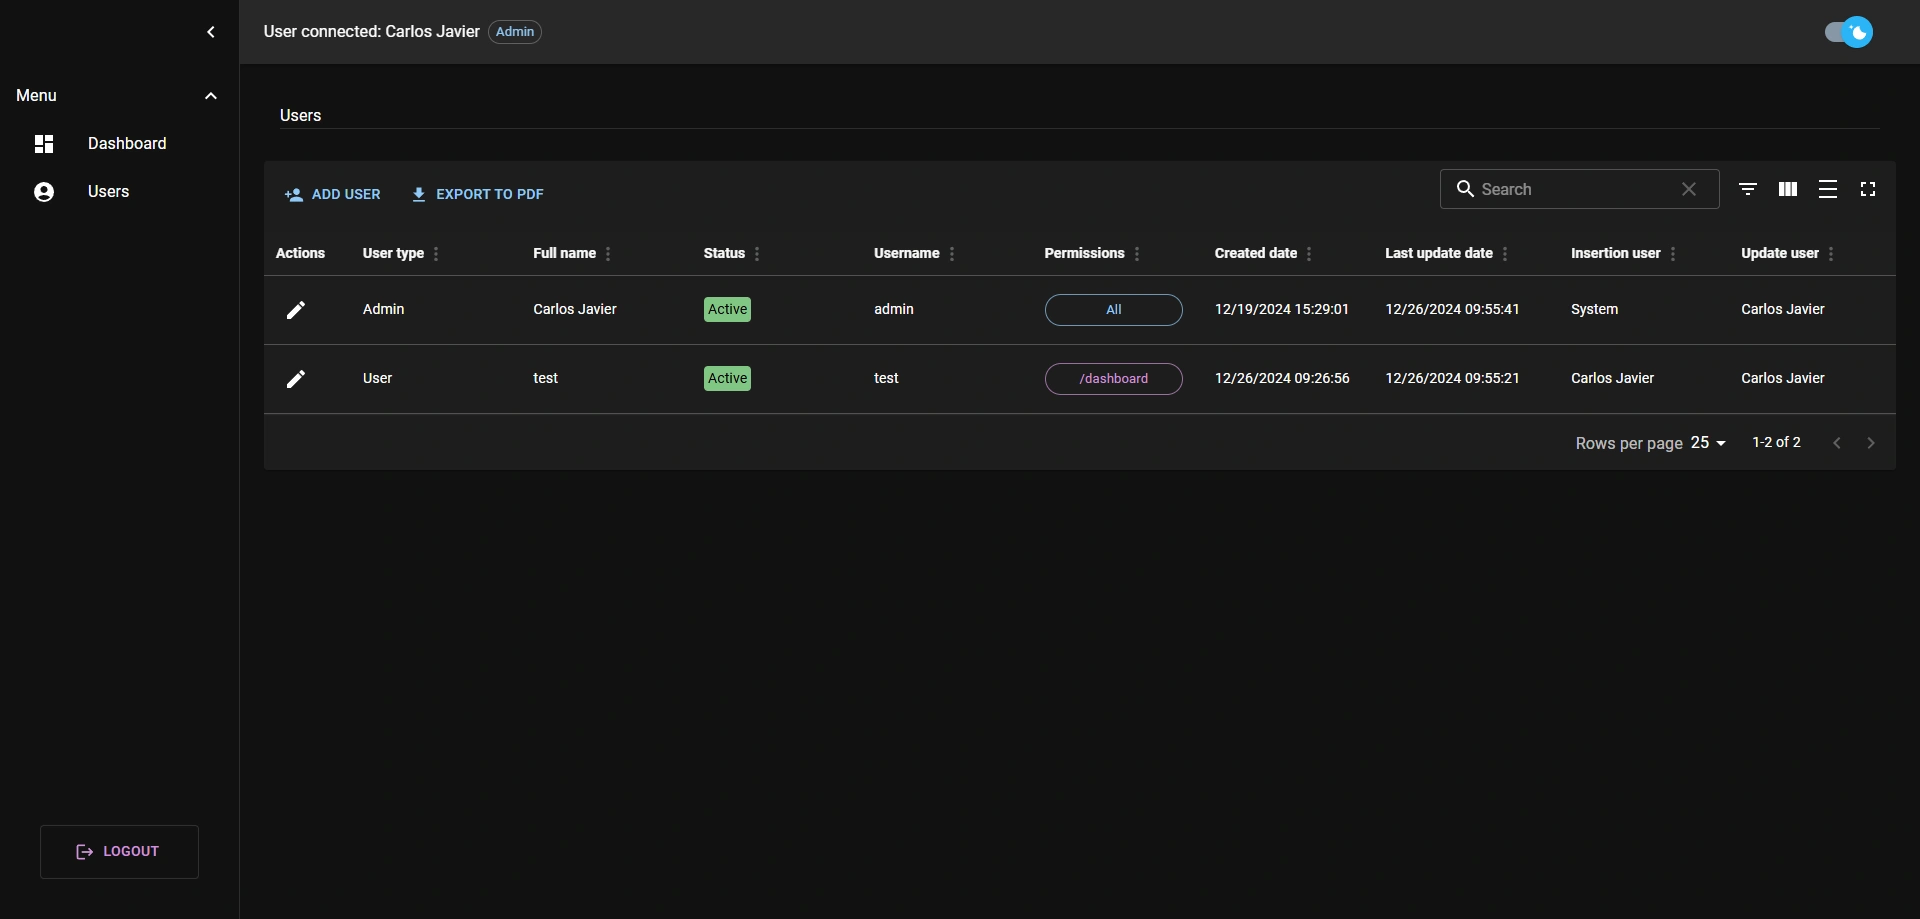 User connected: Carlos Javier Admin
Menu
Dashboard
Users
LOGOUT
Users
ADD USER EXPORT TO PDF Search
Actions User type Full name Status Username Permissions Created date Last update date Insertion user Update user
Admin Carlos Javier Active admin All 12/19/2024 15:29:01 12/26/2024 09:55:41 System Carlos Javier
User test Active test /dashboard 12/26/2024 09:26:56 12/26/2024 09:55:21 Carlos Javier Carlos Javier
Rows per page 25 1-2 of 2